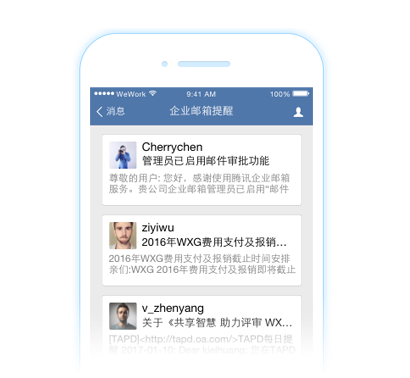 WeWork 9:41 AM 100%
消息 企业邮箱提醒
Cherrychen
管理员已启用邮件审批功能
尊敬的用户: 您好，感谢使用腾讯企业邮箱
服务。贵公司企业邮箱管理员已启用“邮件
ziyiwu
2016年WXG费用支付及报销...
2016年WXG费用支付及报销截止时间安排
亲们:WXG 2016年费用支付及报销即将截止
v_zhenyang
关于《共享智慧 助力评审 WX...
[TAPD]<http://tapd.oa.com/>TAPD每日提